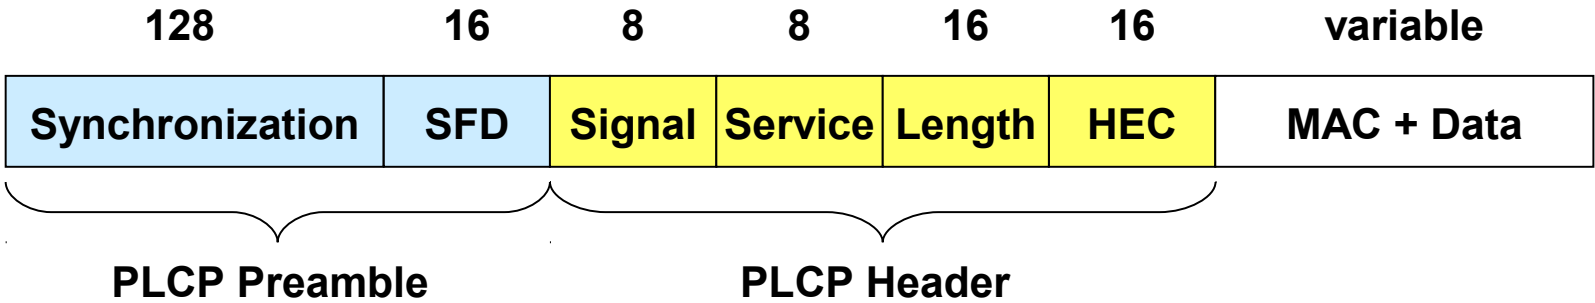 128 16 8 8 16 16 variable
Synchronization SFD Signal Service Length HEC MAC + Data
PLCP Preamble PLCP Header